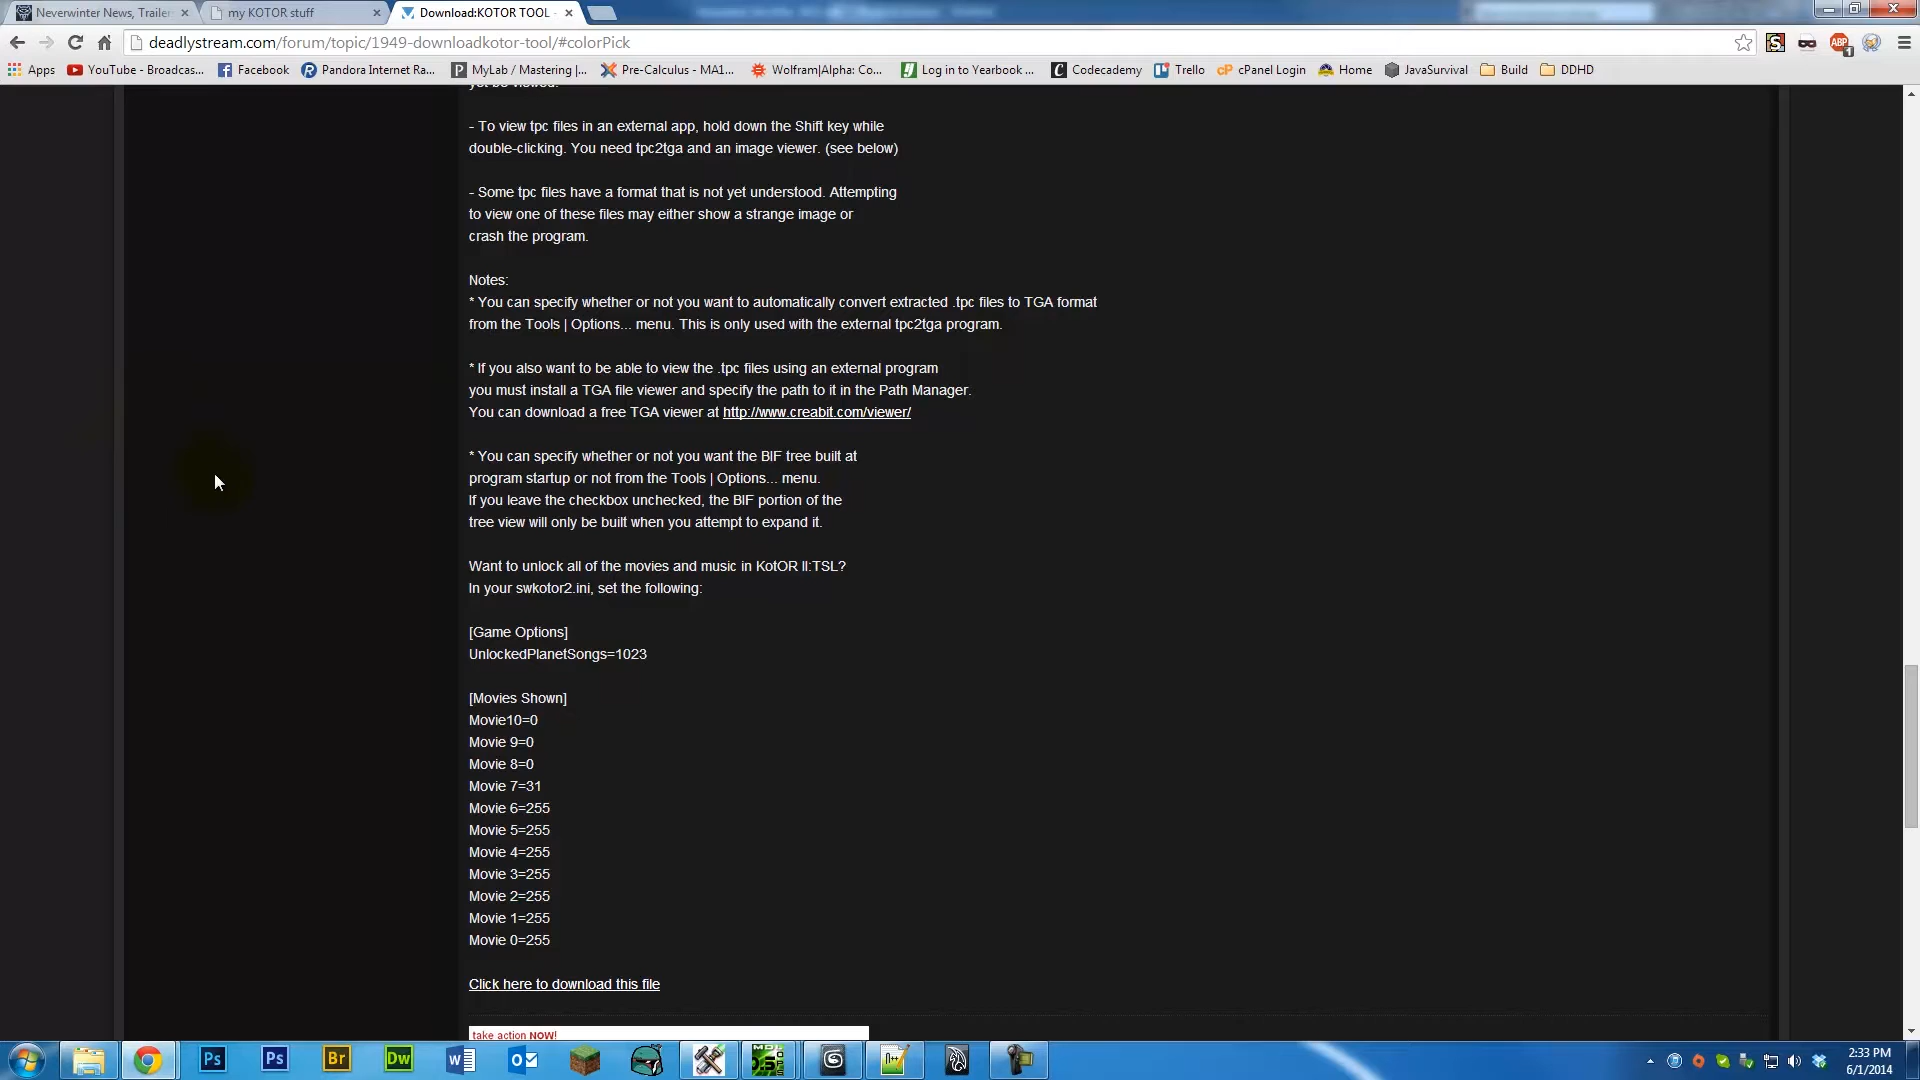 Neverwinter News, Trailer
my KOTOR stuff
Download:KOTOR TOOL -
deadlystream.com/forum/topic/1949-downloadkotor-tool/#colorPick
Apps
YouTube - Broadcas...
Facebook
Pandora Internet Ra...
MyLab / Mastering |...
Pre-Calculus - MA1...
Wolfram|Alpha: Co...
Log in to Yearbook ...
Codecademy
Trello
cPanel Login
Home
JavaSurvival
Build
DDHD
yet be viewed.
- To view tpc files in an external app, hold down the Shift key while
double-clicking. You need tpc2tga and an image viewer. (see below)
- Some tpc files have a format that is not yet understood. Attempting
to view one of these files may either show a strange image or
crash the program.
Notes:
* You can specify whether or not you want to automatically convert extracted .tpc files to TGA format
from the Tools | Options... menu. This is only used with the external tpc2tga program.
* If you also want to be able to view the .tpc files using an external program
you must install a TGA file viewer and specify the path to it in the Path Manager.
You can download a free TGA viewer at http://www.creabit.com/viewer/
* You can specify whether or not you want the BIF tree built at
program startup or not from the Tools | Options... menu.
If you leave the checkbox unchecked, the BIF portion of the
tree view will only be built when you attempt to expand it.
Want to unlock all of the movies and music in KotOR II:TSL?
In your swkotor2.ini, set the following:
[Game Options]
UnlockedPlanetSongs=1023
[Movies Shown]
Movie10=0
Movie 9=0
Movie 8=0
Movie 7=31
Movie 6=255
Movie 5=255
Movie 4=255
Movie 3=255
Movie 2=255
Movie 1=255
Movie 0=255
Click here to download this file
take action NOW!
2:33 PM
6/1/2014